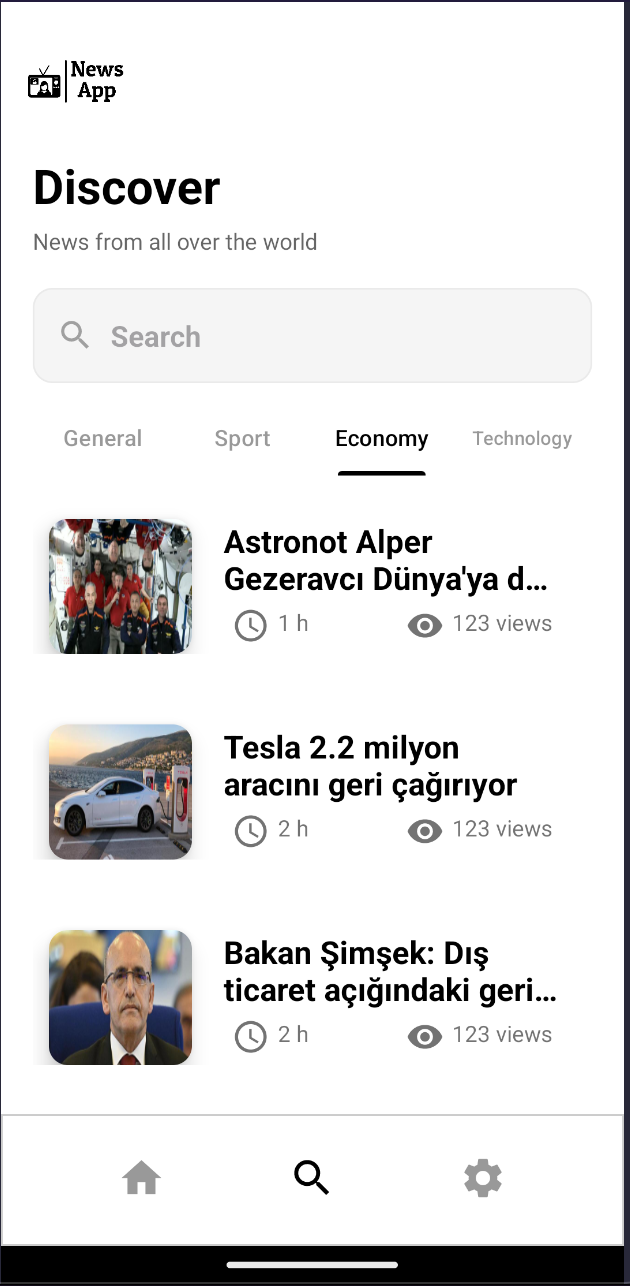 News
App
Discover
News from all over the world
Search
General Sport Economy Technology
Astronot Alper
Gezeravcı Dünya'ya d...
1 h 123 views
Tesla 2.2 milyon
aracını geri çağırıyor
2 h 123 views
Bakan Şimşek: Dış
ticaret açığındaki geri...
2 h 123 views